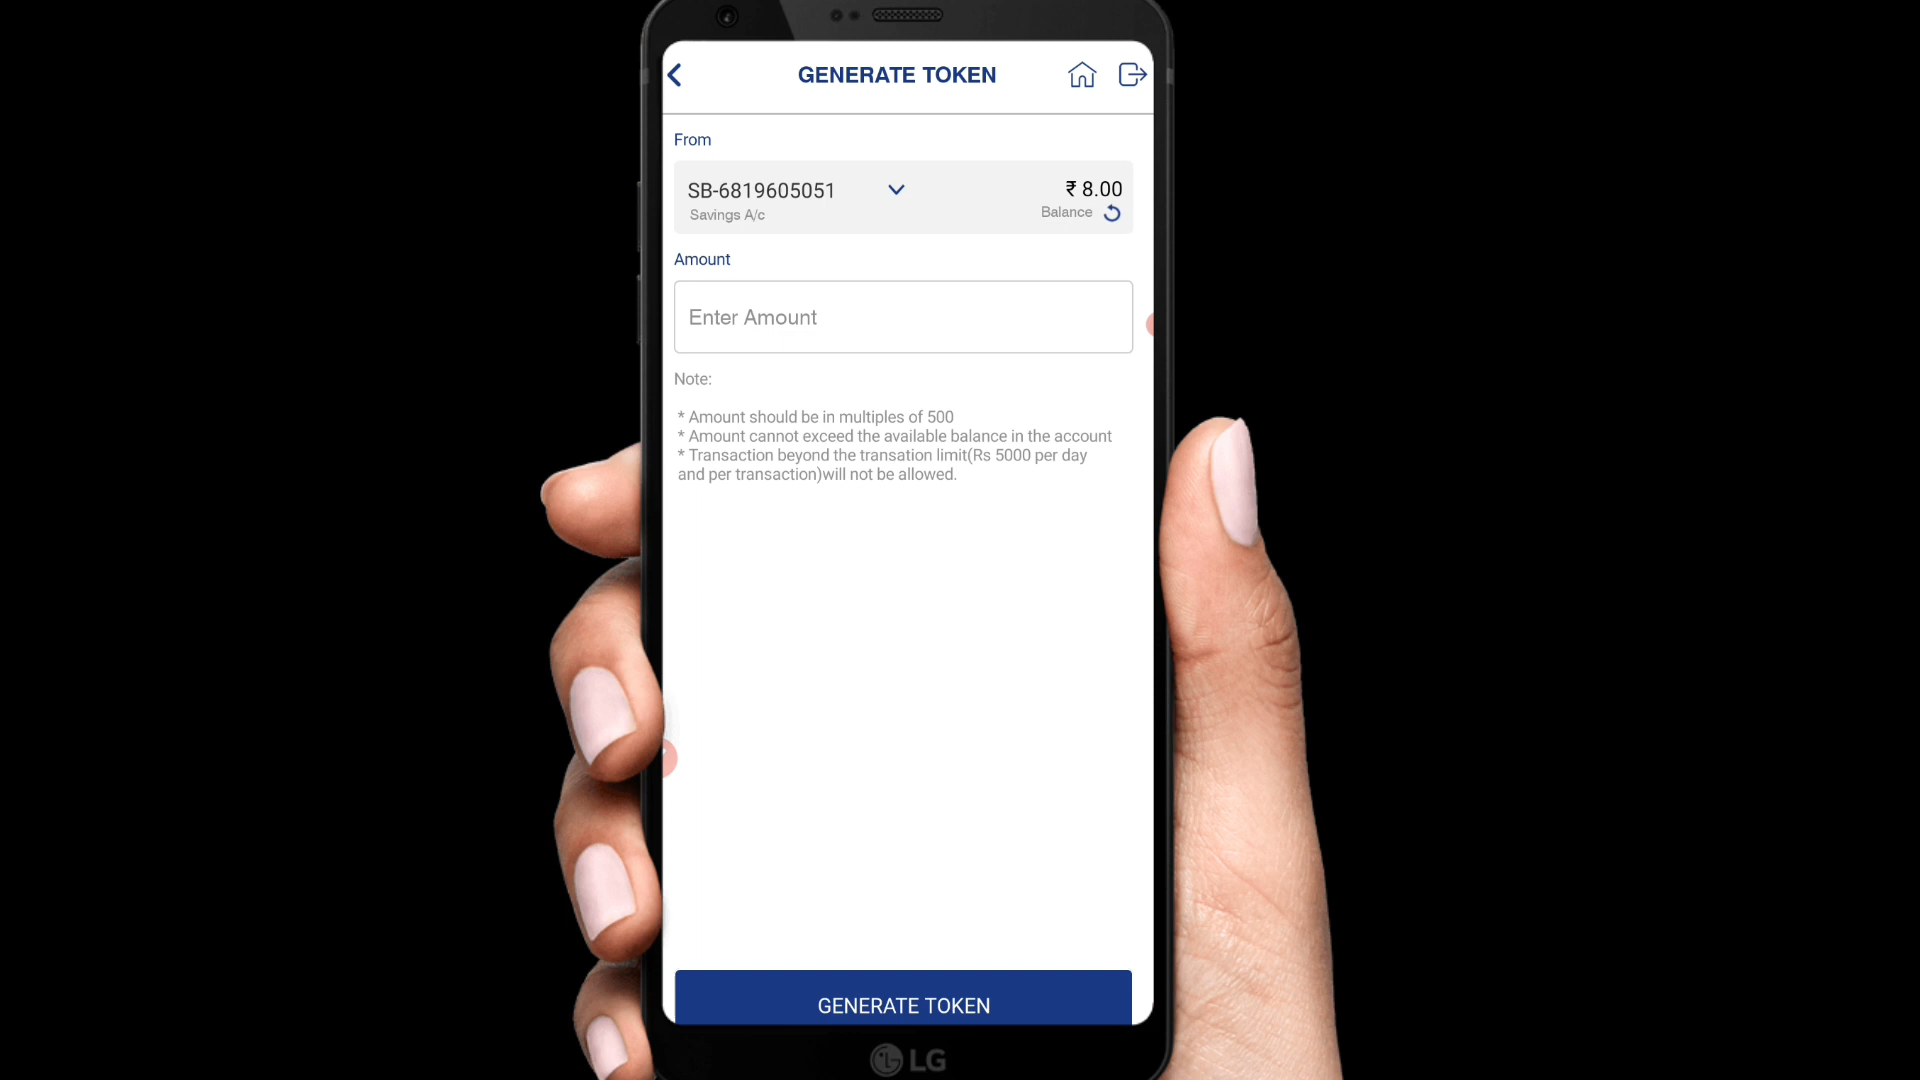 GENERATE TOKEN
From
SB-6819605051
₹ 8.00
Savings A/c
Balance
Amount
Enter Amount
Note:
* Amount should be in multiples of 500
* Amount cannot exceed the available balance in the account
* Transaction beyond the transation limit(Rs 5000 per day
and per transaction)will not be allowed.
GENERATE TOKEN
LG